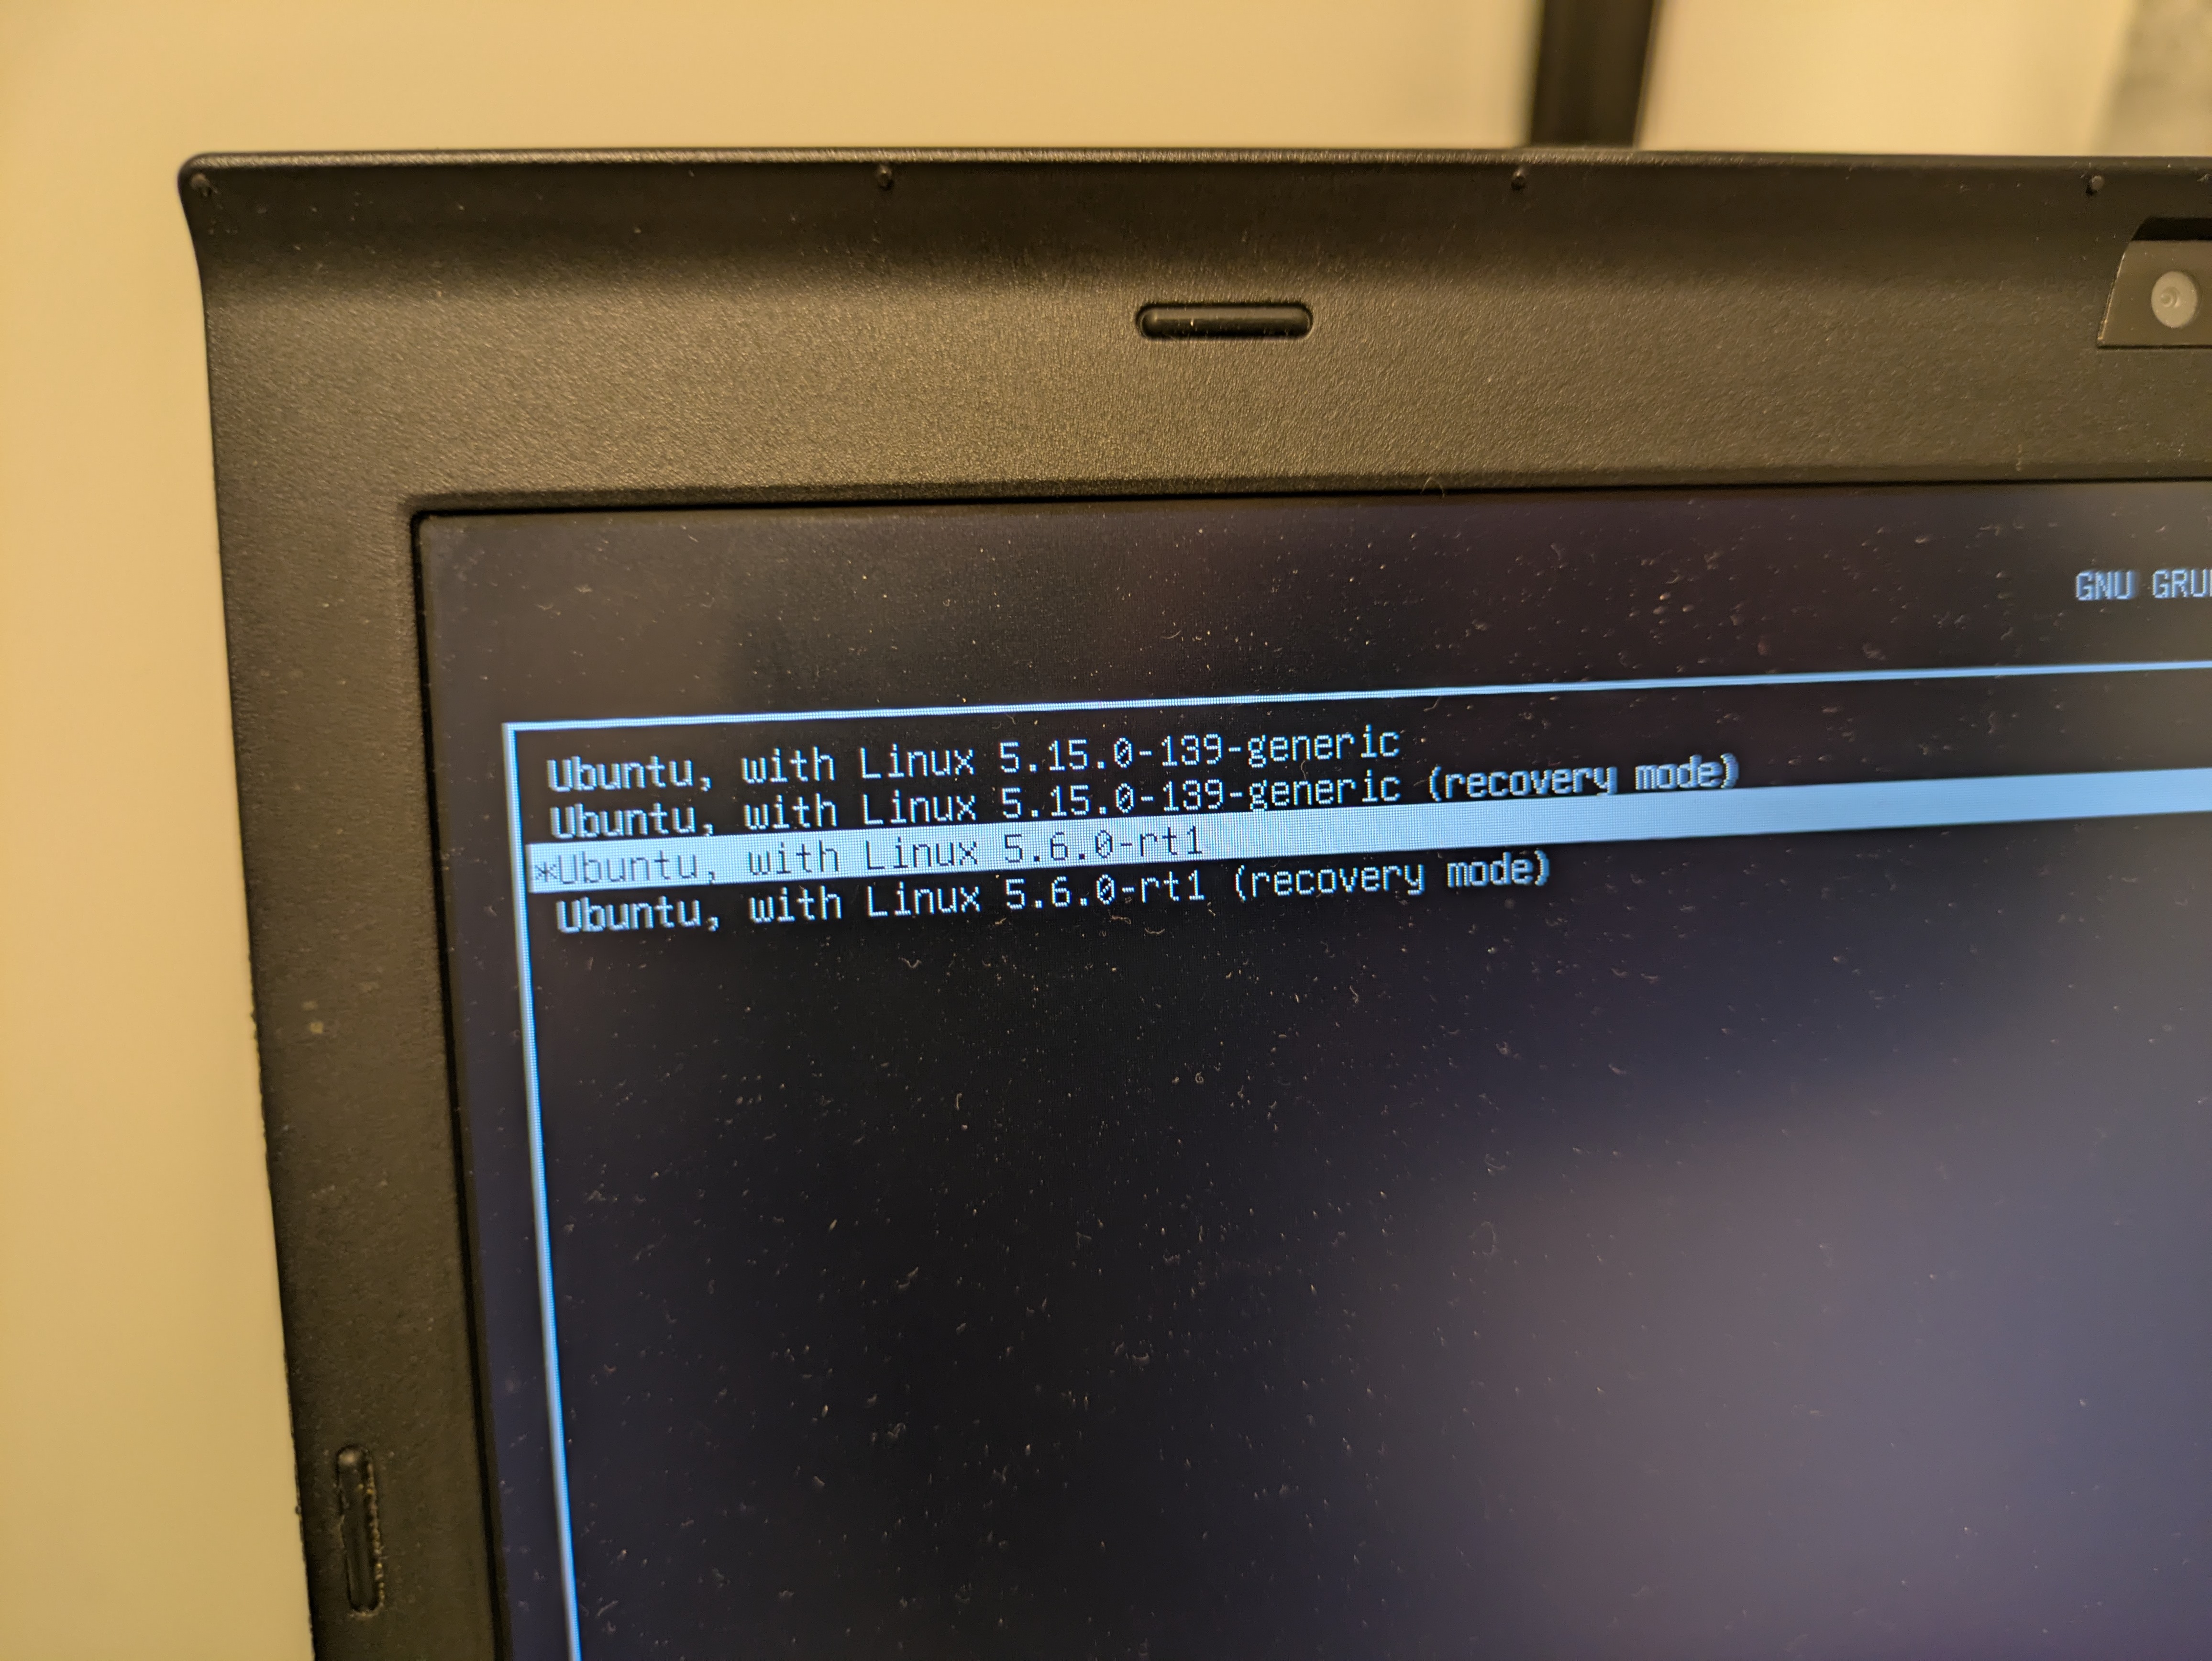 GNU
Ubuntu, with Linux 5.15.0-139-generic
Ubuntu, with Linux 5.15.0-139-generic (recovery mode)
*Ubuntu, with Linux 5.6.0-rt1
Ubuntu, with Linux 5.6.0-rt1 (recovery mode)